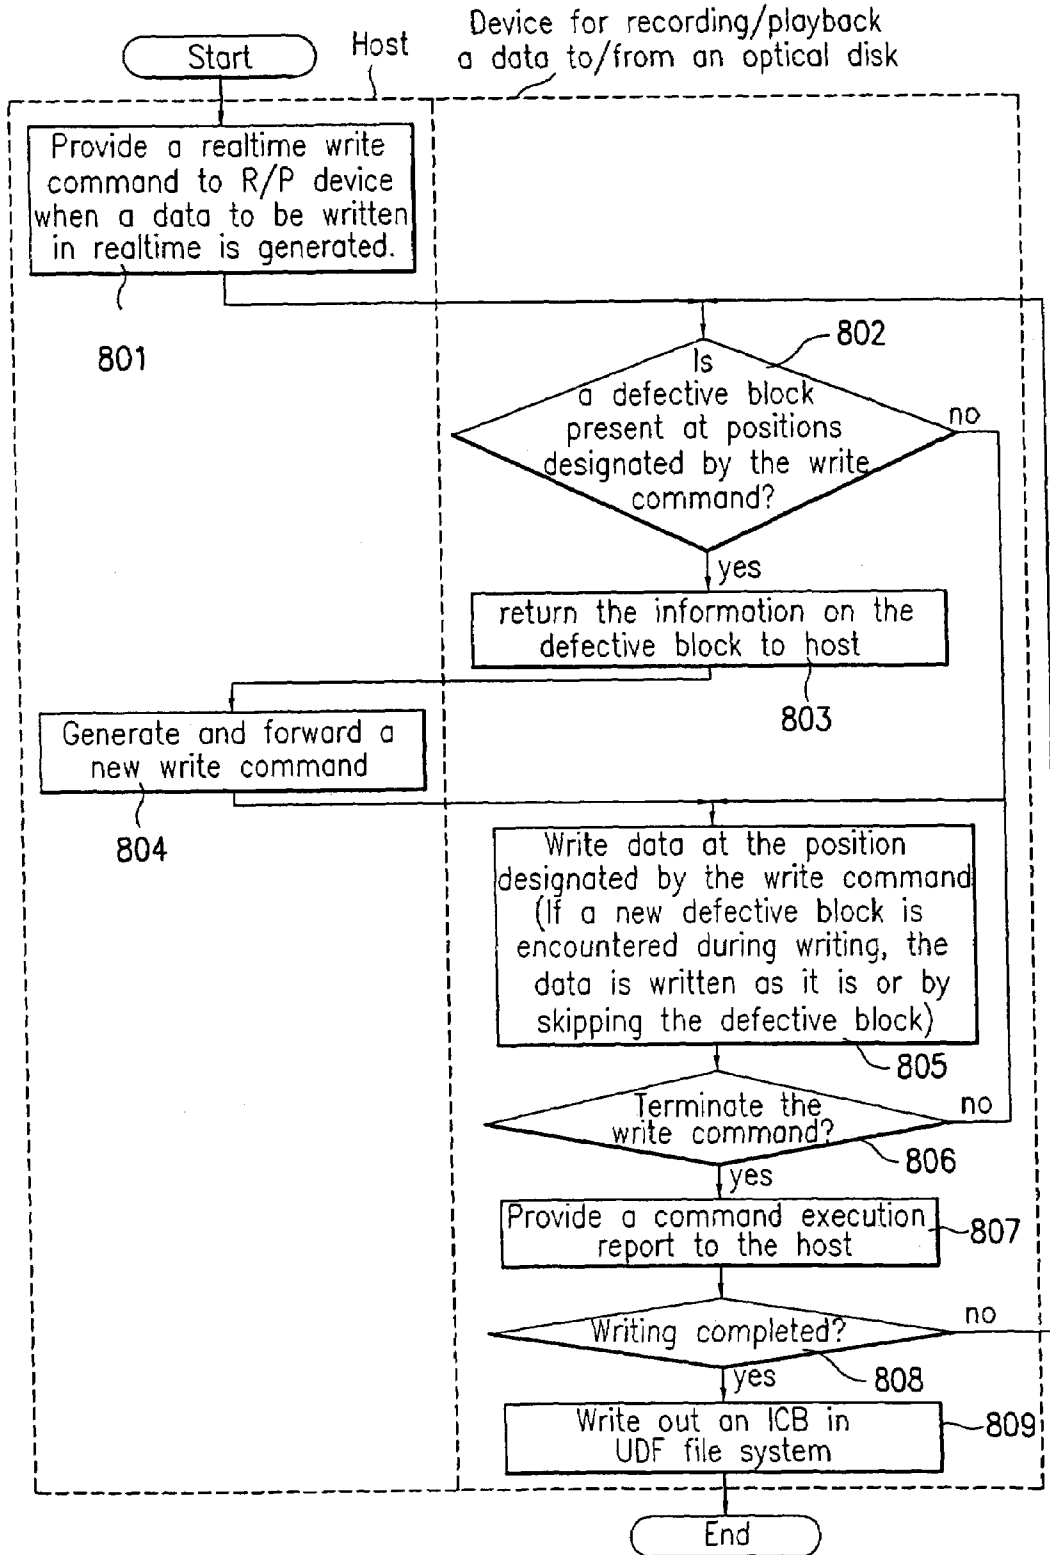 Start
Host
Device for recording/playback
a data to/from an optical disk
Provide a realtime write
command to R/P device
when a data to be written
in realtime is generated.
801
802
Is
a defective block
present at positions
designated by the write
command?
no
yes
return the information on the
defective block to host
803
Generate and forward a
new write command
804
Write data at the position
designated by the write command
(If a new defective block is
encountered during writing, the
data is written as it is or by
skipping the defective block)
805
Terminate the
write command?
no
806
yes
Provide a command execution
report to the host
807
Writing completed?
no
808
yes
Write out an ICB in
UDF file system
809
End